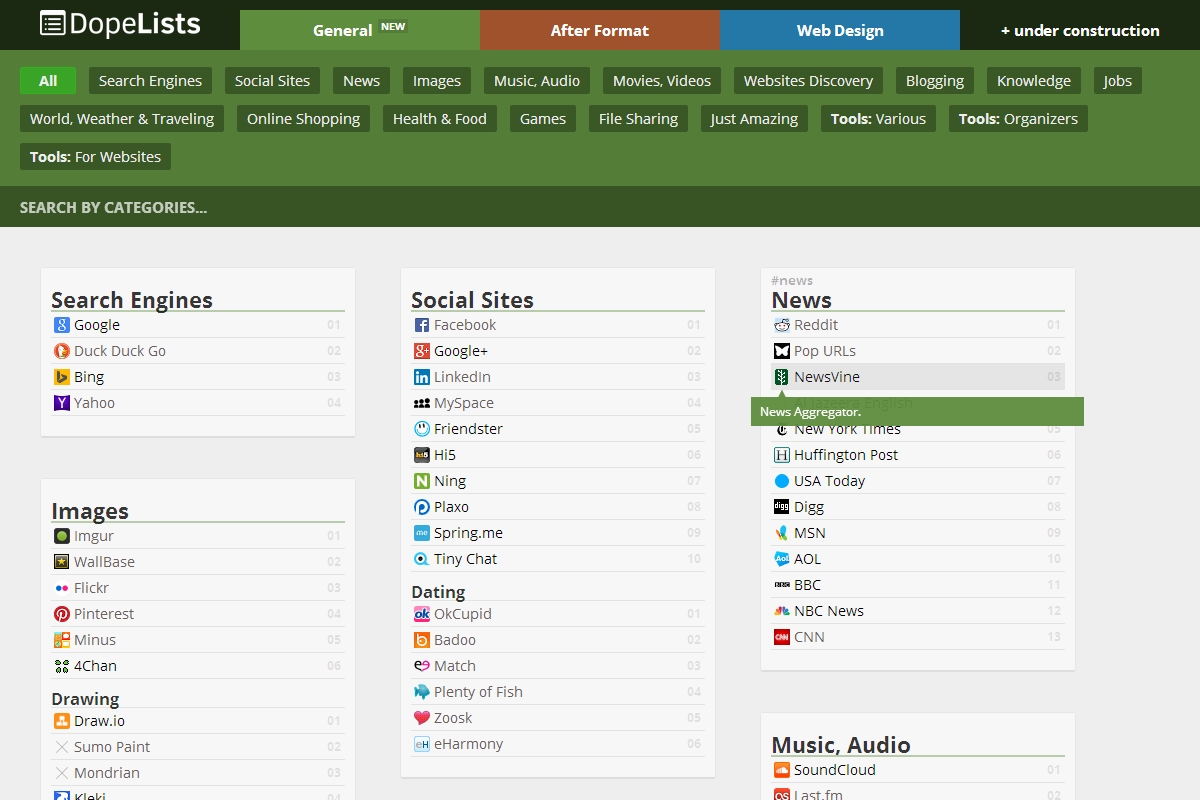 DopeLists
General NEW
After Format
Web Design
+ under construction
All
Search Engines
Social Sites
News
Images
Music, Audio
Movies, Videos
Websites Discovery
Blogging
Knowledge
Jobs
World, Weather & Traveling
Online Shopping
Health & Food
Games
File Sharing
Just Amazing
Tools: Various
Tools: Organizers
Tools: For Websites
SEARCH BY CATEGORIES...
Search Engines
Google 01
Duck Duck Go 02
Bing 03
Yahoo 04
Images
Imgur 01
WallBase 02
Flickr 03
Pinterest 04
Minus 05
4Chan 06
Drawing
Draw.io 01
Sumo Paint 02
Mondrian 03
Kleki 04
Social Sites
Facebook 01
Google+ 02
LinkedIn 03
MySpace 04
Friendster 05
Hi5 06
Ning 07
Plaxo 08
Spring.me 09
Tiny Chat 10
Dating
OkCupid 01
Badoo 02
Match 03
Plenty of Fish 04
Zoosk 05
eHarmony 06
#news
News
Reddit 01
Pop URLs 02
NewsVine 03
Al Jazeera English
News Aggregator.
New York Times 05
Huffington Post 06
USA Today 07
Digg 08
MSN 09
AOL 10
BBC 11
NBC News 12
CNN 13
Music, Audio
SoundCloud 01
Last.fm 02